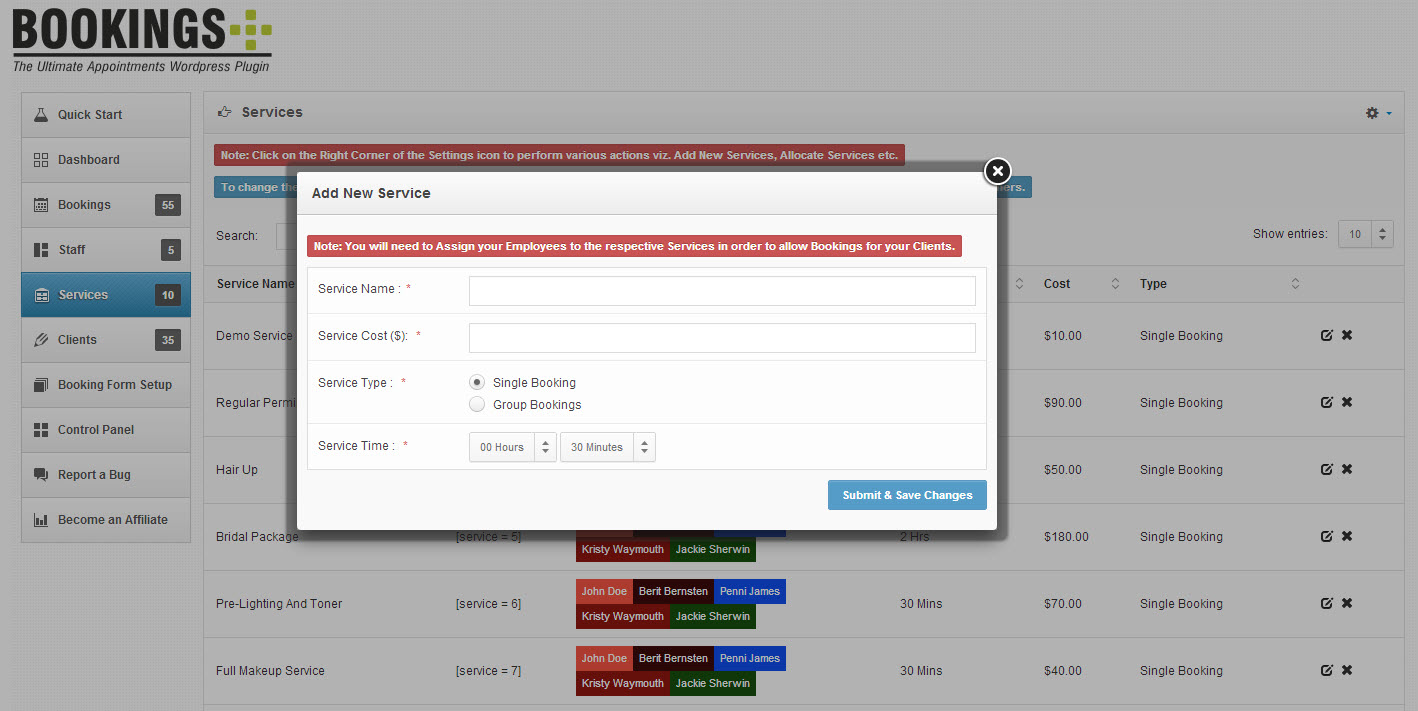 BOOKINGS
The Ultimate Appointments Wordpress Plugin
Quick Start
Dashboard
Bookings 55
Staff 5
Services 10
Clients 35
Booking Form Setup
Control Panel
Report a Bug
Become an Affiliate
Services
Note: Click on the Right Corner of the Settings icon to perform various actions viz. Add New Services, Allocate Services etc.
To change the
Search:
Show entries: 10
Service Name Cost Type
Demo Service $10.00 Single Booking
Regular $90.00 Single Booking
Hair Up $50.00 Single Booking
Bridal Package [service = 5] 2 Hrs $180.00 Single Booking
Kristy Waymouth Jackie Sherwin
John Doe Berit Bernsten Penni James
Pre-Lighting And Toner [service = 6] 30 Mins $70.00 Single Booking
Kristy Waymouth Jackie Sherwin
John Doe Berit Bernsten Penni James
Full Makeup Service [service = 7] 30 Mins $40.00 Single Booking
Kristy Waymouth Jackie Sherwin
Add New Service
Note: You will need to Assign your Employees to the respective Services in order to allow Bookings for your Clients.
Service Name : *
Service Cost ($): *
Service Type : * Single Booking
Group Bookings
Service Time : * 00 Hours 30 Minutes
Submit & Save Changes